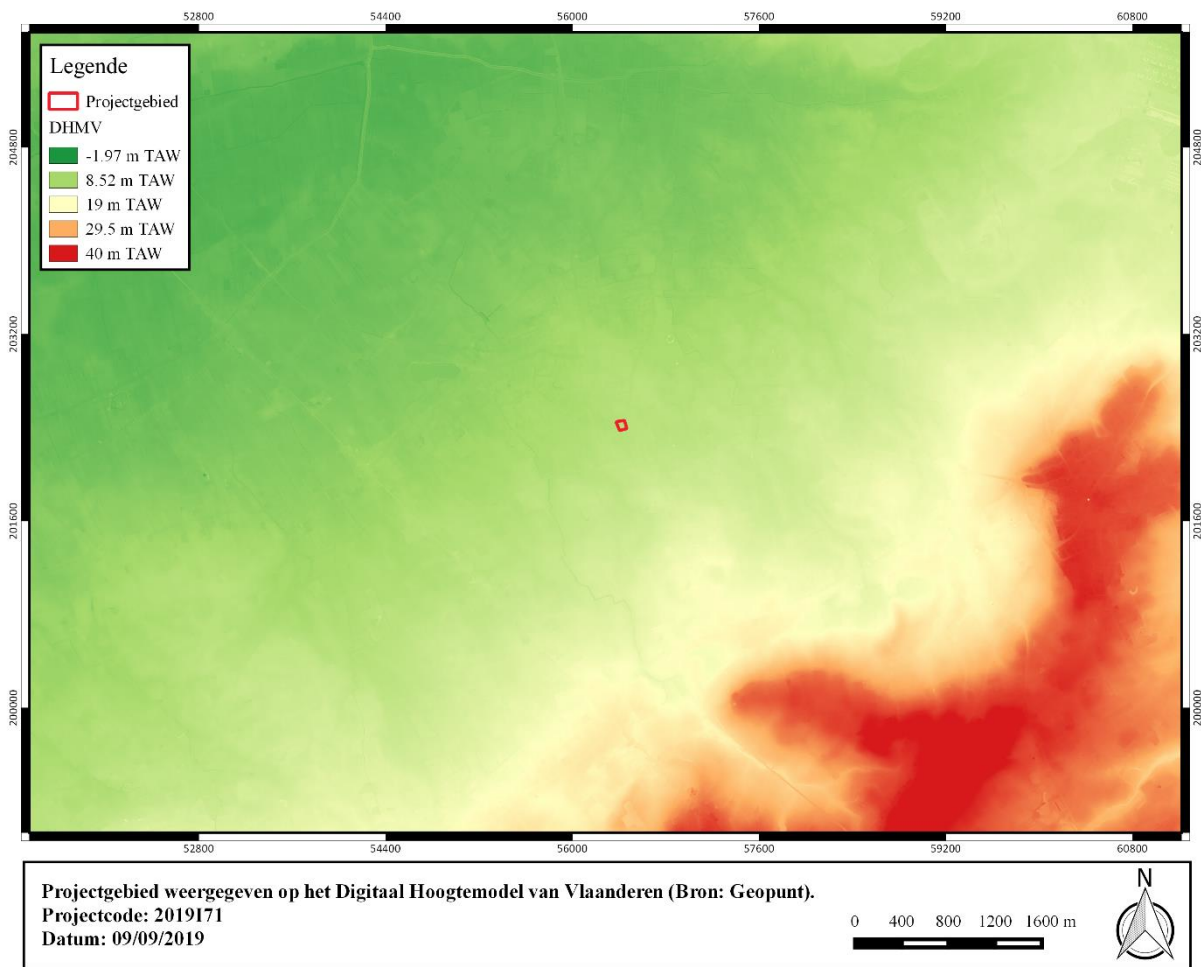 52800 54400 56000 57600 59200 60800
Legende
Projectgebied
DHMV
-1.97 m TAW
8.52 m TAW
19 m TAW
29.5 m TAW
40 m TAW
204800 204800
203200 203200
201600 201600
200000 200000
52800 54400 56000 57600 59200 60800
Projectgebied weergegeven op het Digitaal Hoogtemodel van Vlaanderen (Bron: Geopunt).
Projectcode: 2019I71
Datum: 09/09/2019
0 400 800 1200 1600 m
N